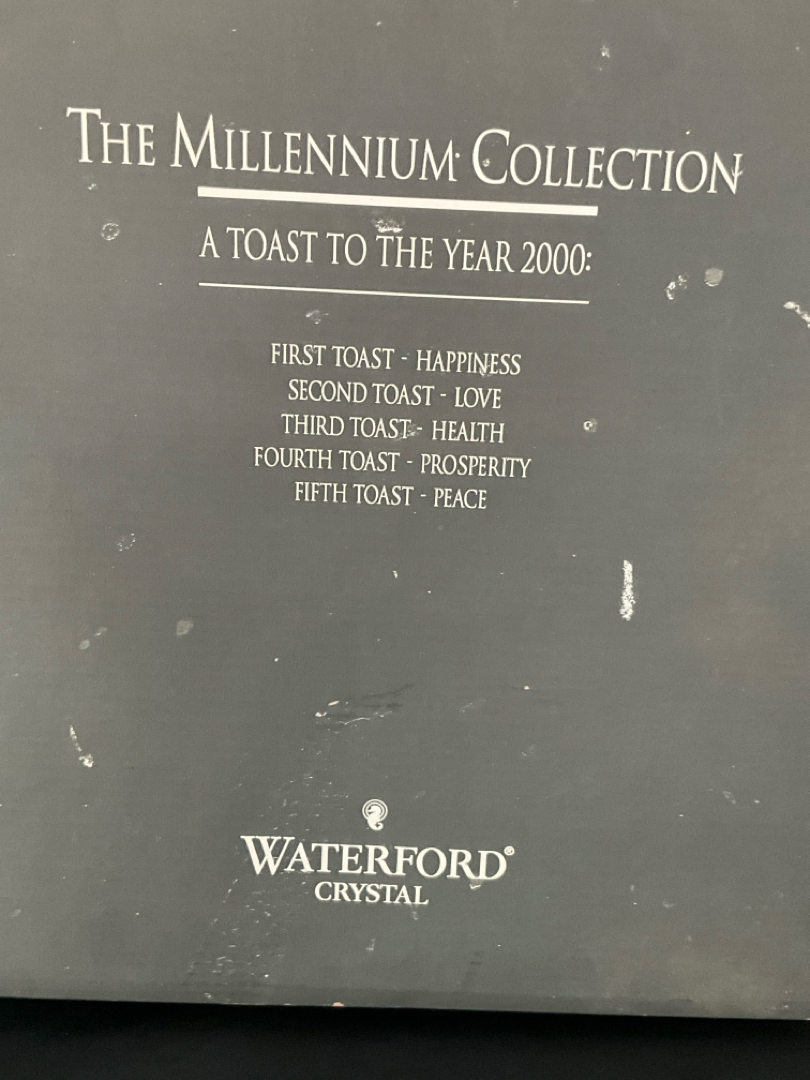 THE MILLENNIUM COLLECTION
A TOAST TO THE YEAR 2000:
FIRST TOAST - HAPPINESS
SECOND TOAST - LOVE
THIRD TOAST - HEALTH
FOURTH TOAST - PROSPERITY
FIFTH TOAST - PEACE
WATERFORD®
CRYSTAL